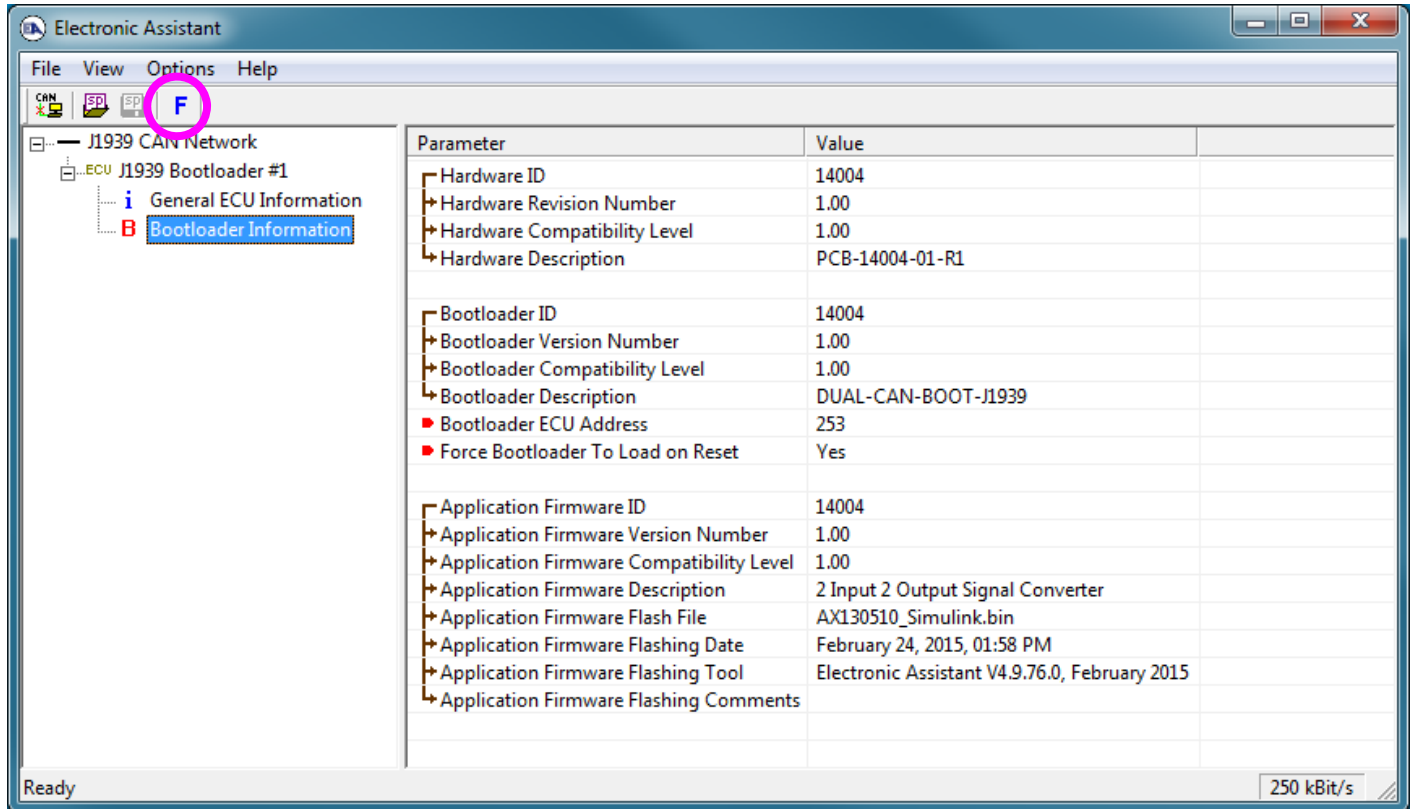 EA Electronic Assistant
File View Options Help
CAN SP SP F
J1939 CAN Network
ECU J1939 Bootloader #1
i General ECU Information
B Bootloader Information
Parameter Value
Hardware ID 14004
Hardware Revision Number 1.00
Hardware Compatibility Level 1.00
Hardware Description PCB-14004-01-R1
Bootloader ID 14004
Bootloader Version Number 1.00
Bootloader Compatibility Level 1.00
Bootloader Description DUAL-CAN-BOOT-J1939
Bootloader ECU Address 253
Force Bootloader To Load on Reset Yes
Application Firmware ID 14004
Application Firmware Version Number 1.00
Application Firmware Compatibility Level 1.00
Application Firmware Description 2 Input 2 Output Signal Converter
Application Firmware Flash File AX130510_Simulink.bin
Application Firmware Flashing Date February 24, 2015, 01:58 PM
Application Firmware Flashing Tool Electronic Assistant V4.9.76.0, February 2015
Application Firmware Flashing Comments
Ready 250 kBit/s